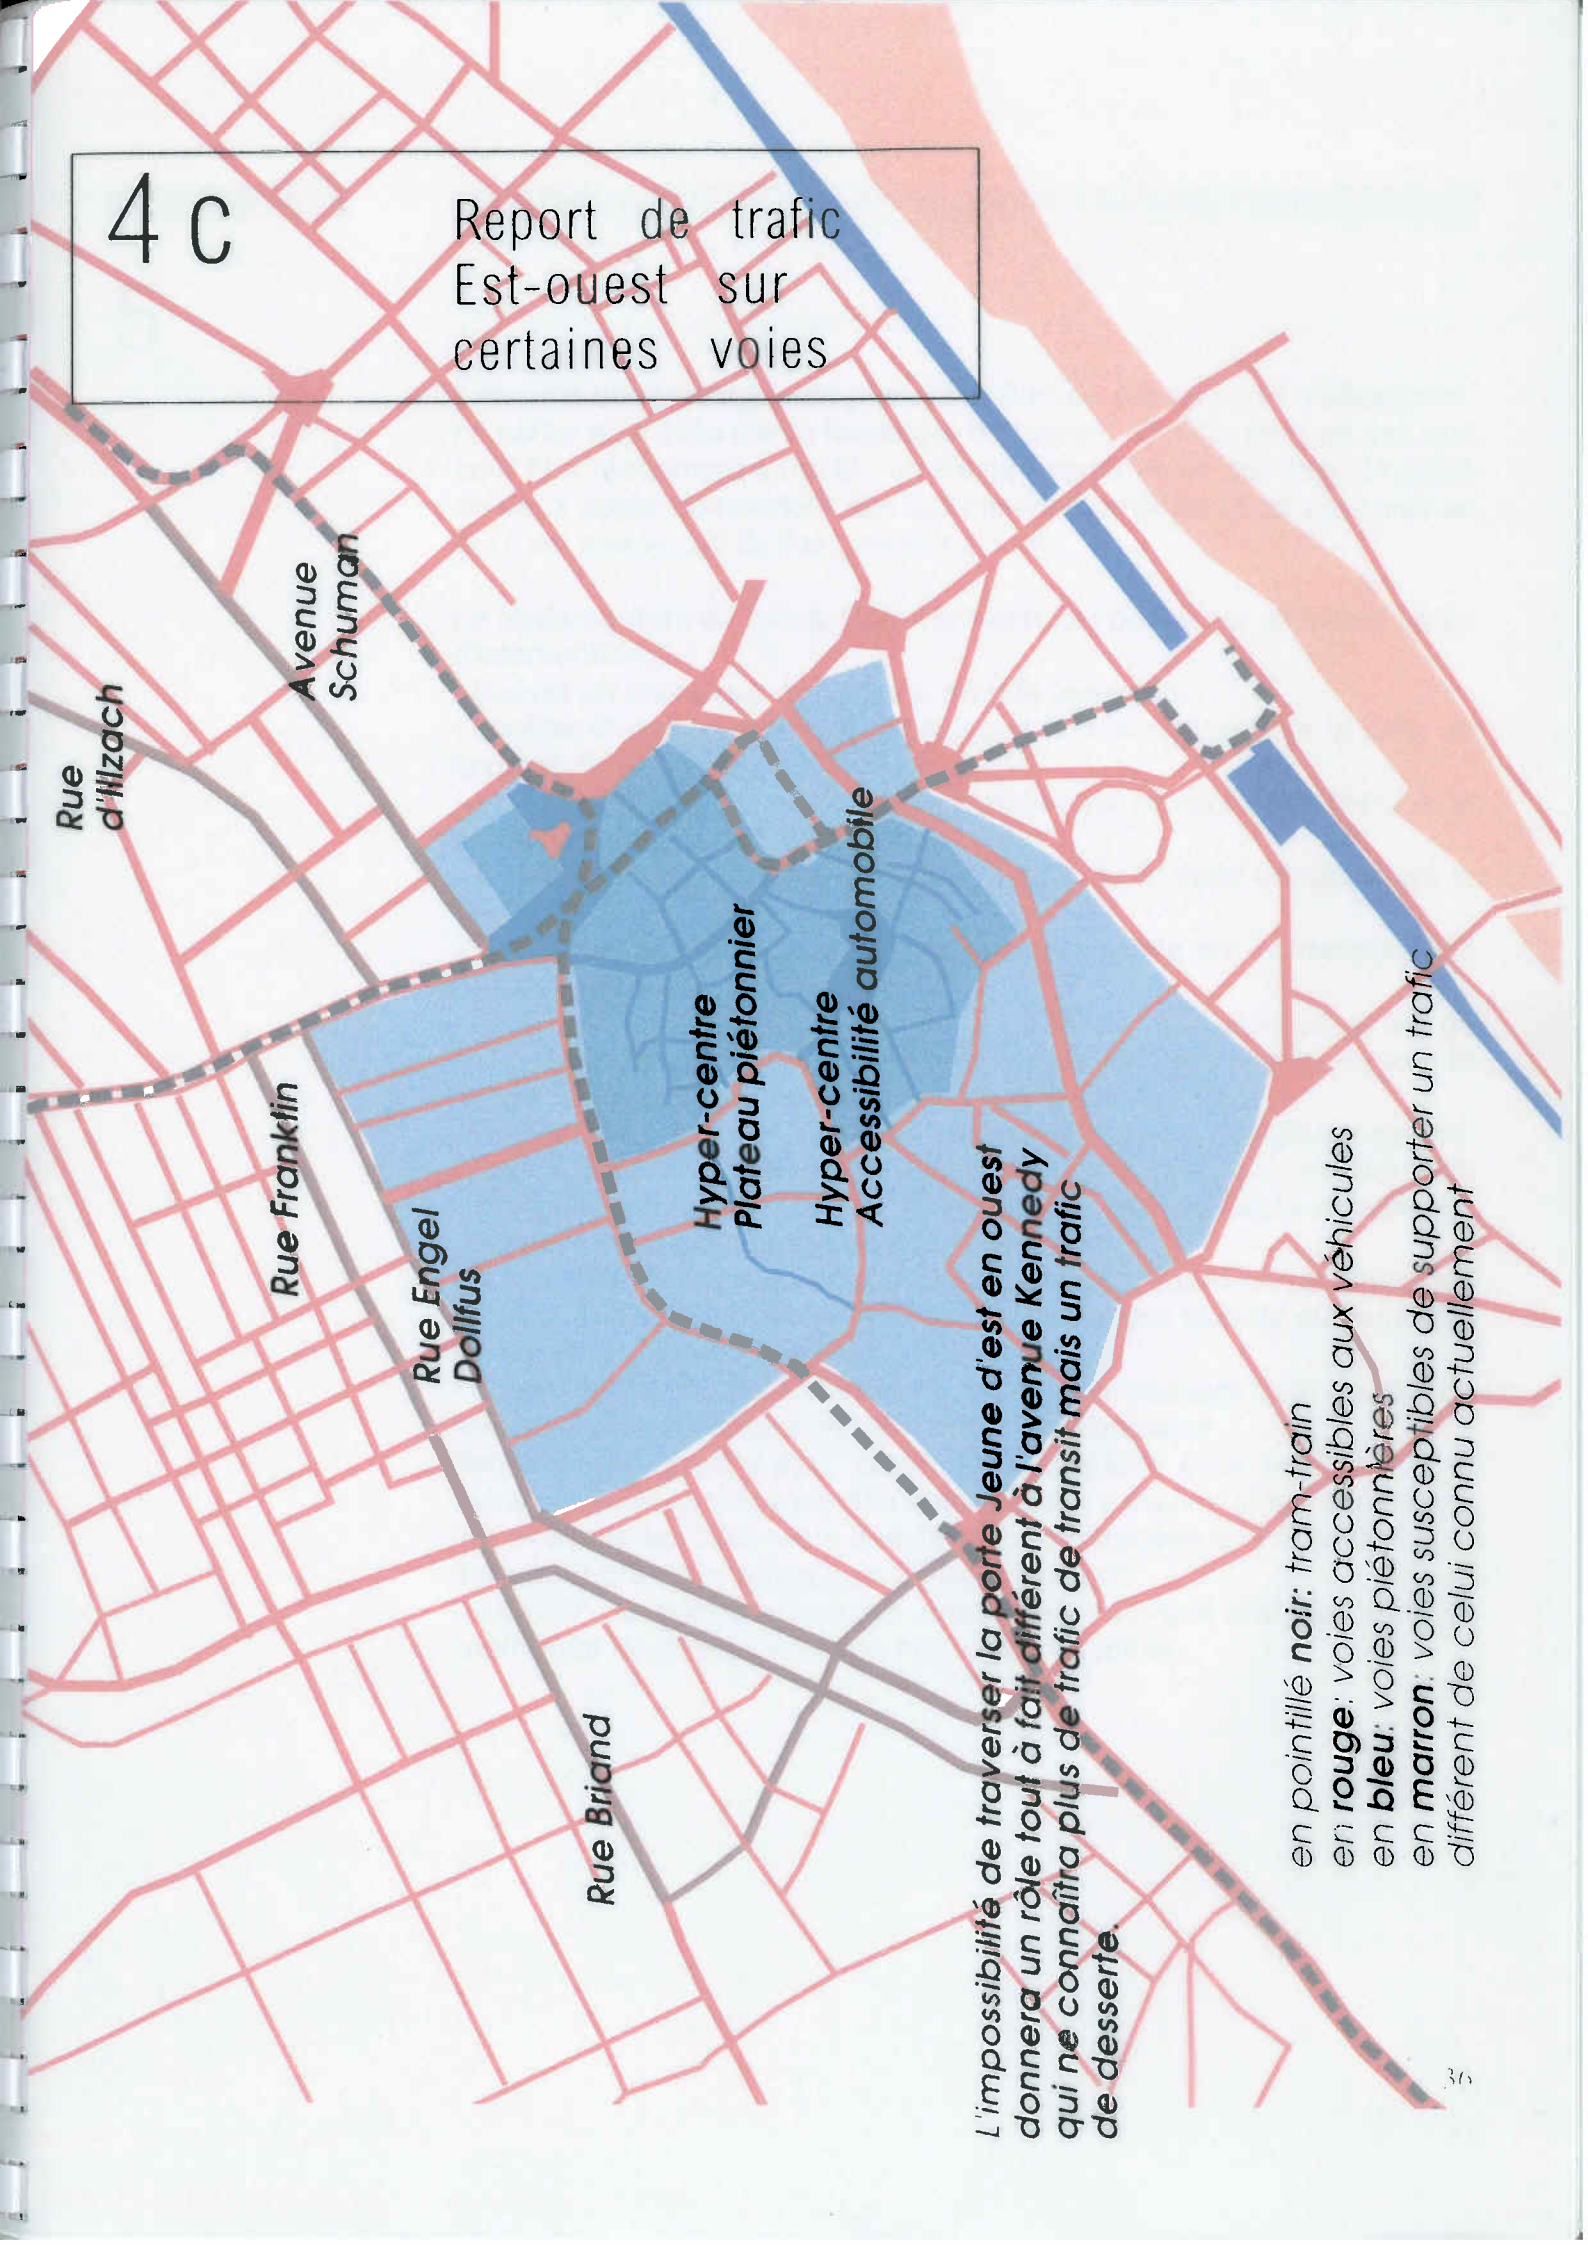 4 c
Report de trafic
Est-ouest sur
certaines voies
Rue
d'Illzach
Avenue
Schuman
Rue Franklin
Rue Engel
Dollfus
Rue Briand
Hyper-centre
Plateau piétonnier
Hyper-centre
Accessibilité automobile
L'impossibilité de traverser la porte Jeune d'est en ouest
donnera un rôle tout à fait différent à l'avenue Kennedy
qui ne connaîtra plus de trafic de transit mais un trafic
de desserte.
en pointillé noir: tram-train
en rouge: voies accessibles aux véhicules
en bleu: voies piétonnières
en marron: voies susceptibles de supporter un trafic
différent de celui connu actuellement
36